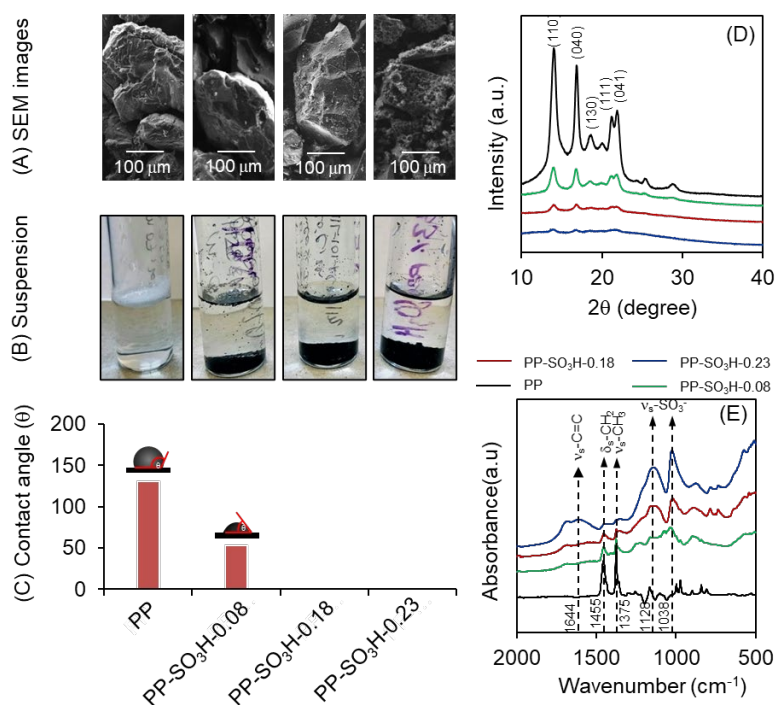 (A) SEM images
100 μm
100 μm
100 μm
100 μm
(B) Suspension
(C) Contact angle (θ)
200
150
100
50
0
θ
θ
PP
PP-SO₃H-0.08
PP-SO₃H-0.18
PP-SO₃H-0.23
(D)
Intensity (a.u.)
(110)
(040)
(130)
(111)
(041)
10 20 30 40
2θ (degree)
PP-SO₃H-0.18 PP-SO₃H-0.23
PP PP-SO₃H-0.08
(E)
Absorbance(a.u)
νₛ-C=C
δₛ-CH₂
νₛ-CH₃
νₛ-SO₃⁻
1644
1455
1375
1128
1038
2000 1500 1000 500
Wavenumber (cm⁻¹)